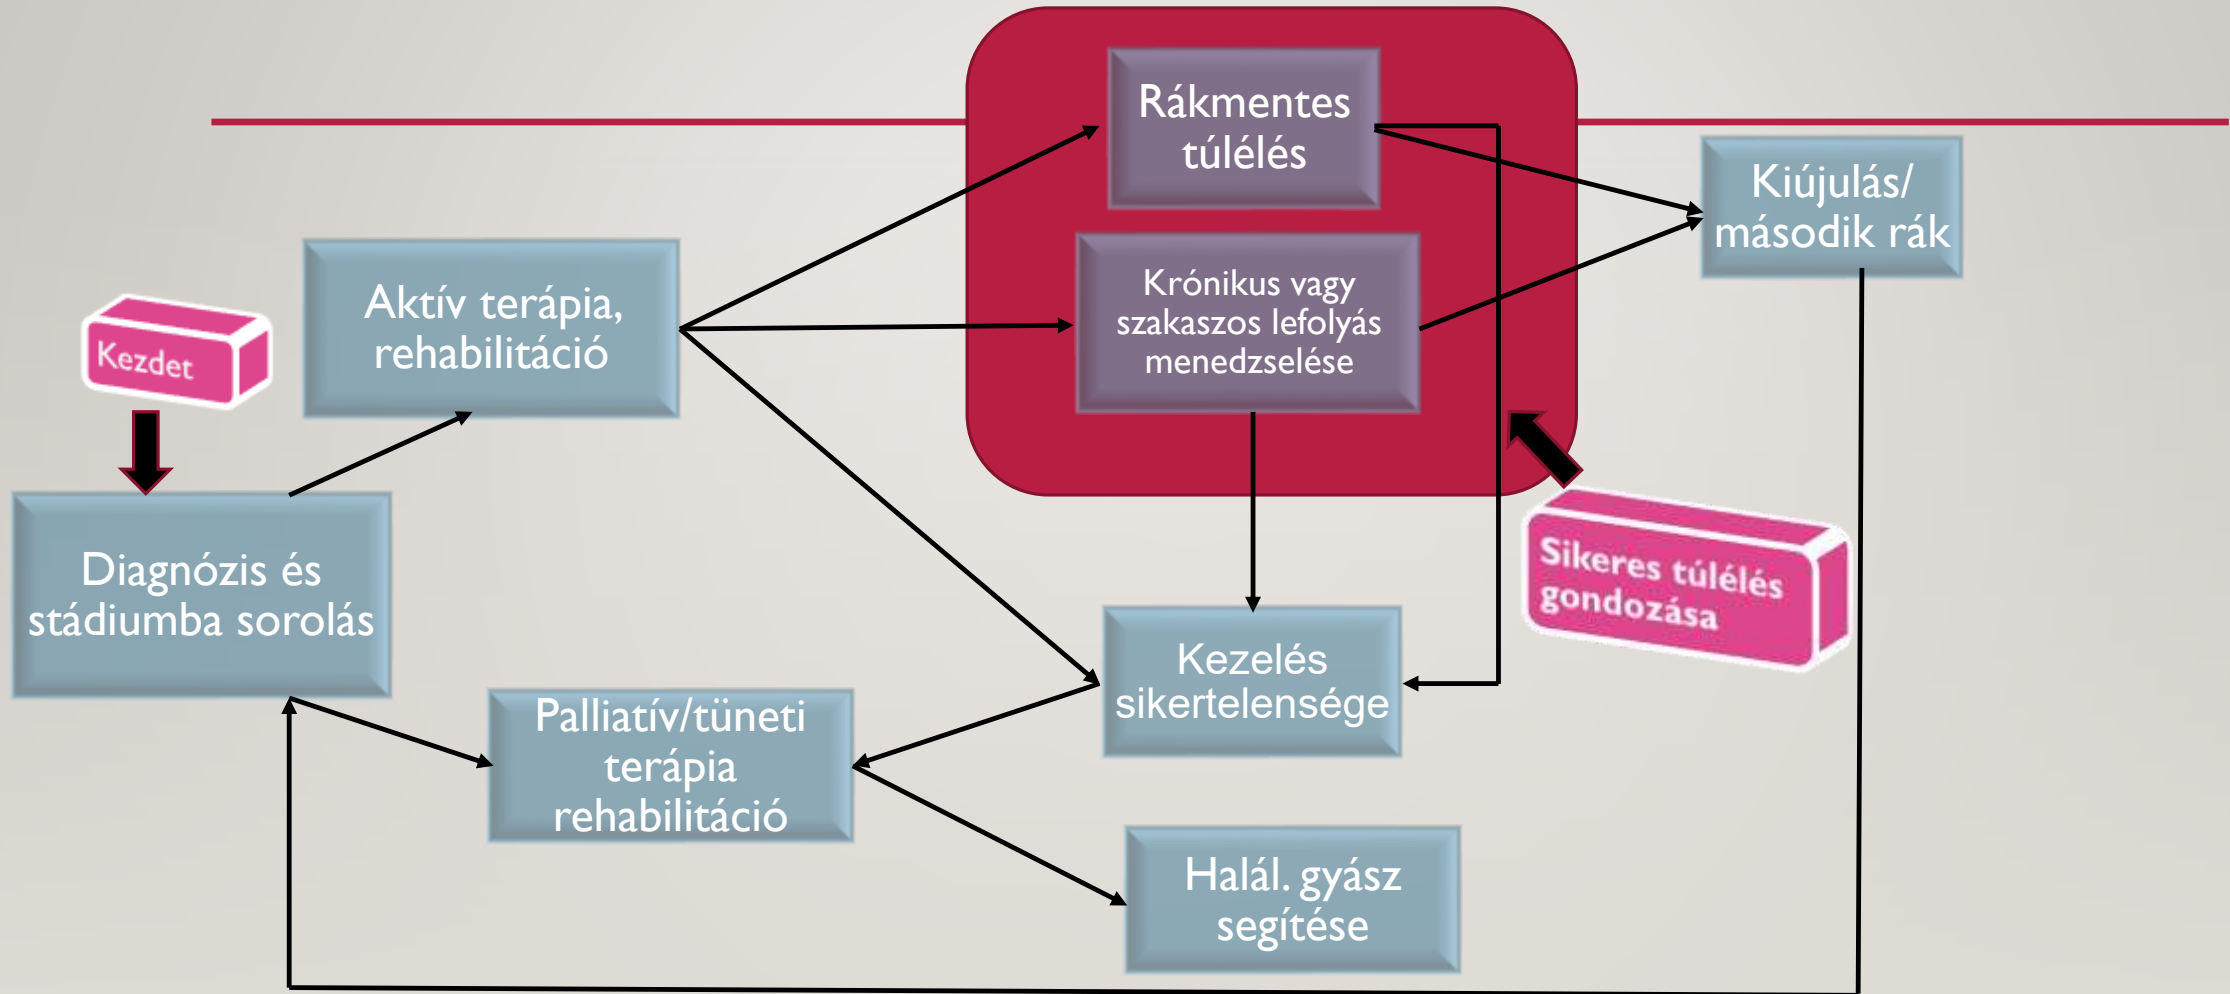 Rákmentes
túlélés
Kiújulás/
második rák
Aktív terápia,
rehabilitáció
Krónikus vagy
szakaszos lefolyás
menedzselése
Kezdet
Diagnózis és
stádiumba sorolás
Sikeres túlélés
gondozása
Kezelés
sikertelensége
Palliatív/tüneti
terápia
rehabilitáció
Halál. gyász
segítése